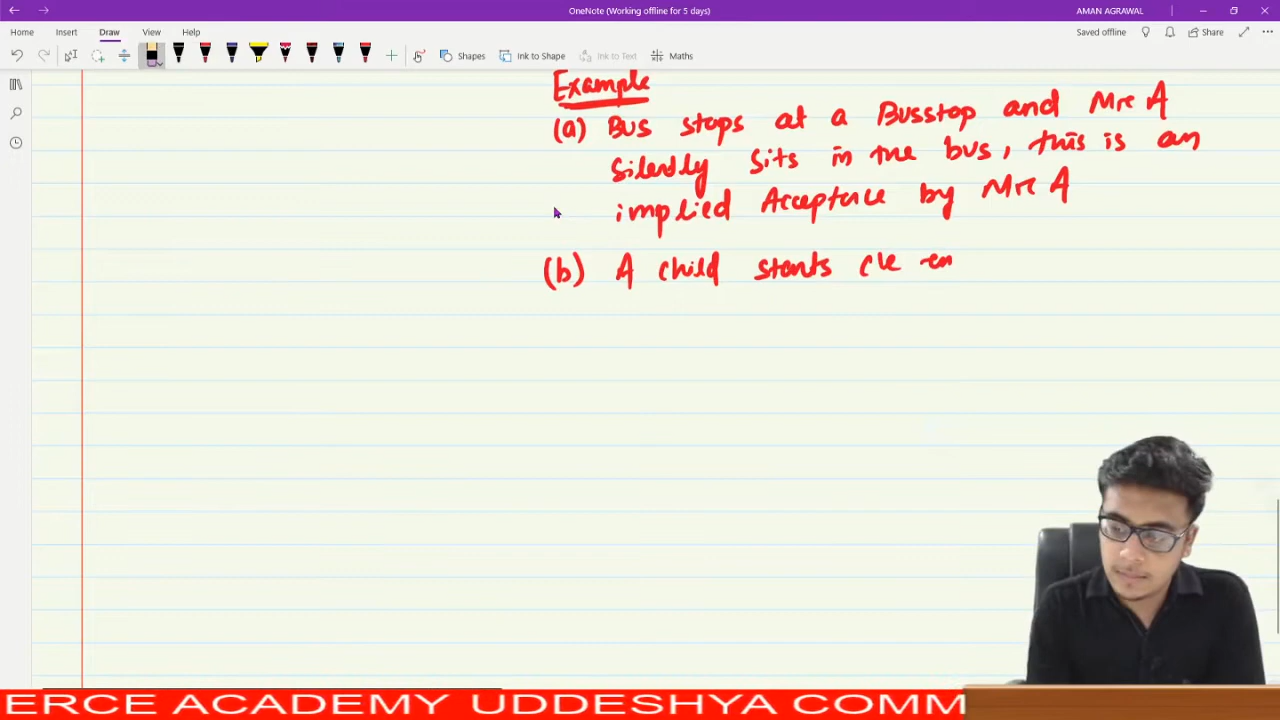 OneNote (Working offline for 5 days)
AMAN AGRAWAL
Home Insert Draw View Help
Saved offline
Share
Shapes
Ink to Shape
Ink to Text
Maths
Example
(a) Bus stops at a Busstop and Mr A
silently sits in the bus, this is an
implied Acceptance by Mr A
(b) A child starts cle
ERCE ACADEMY UDDESHYA COMM